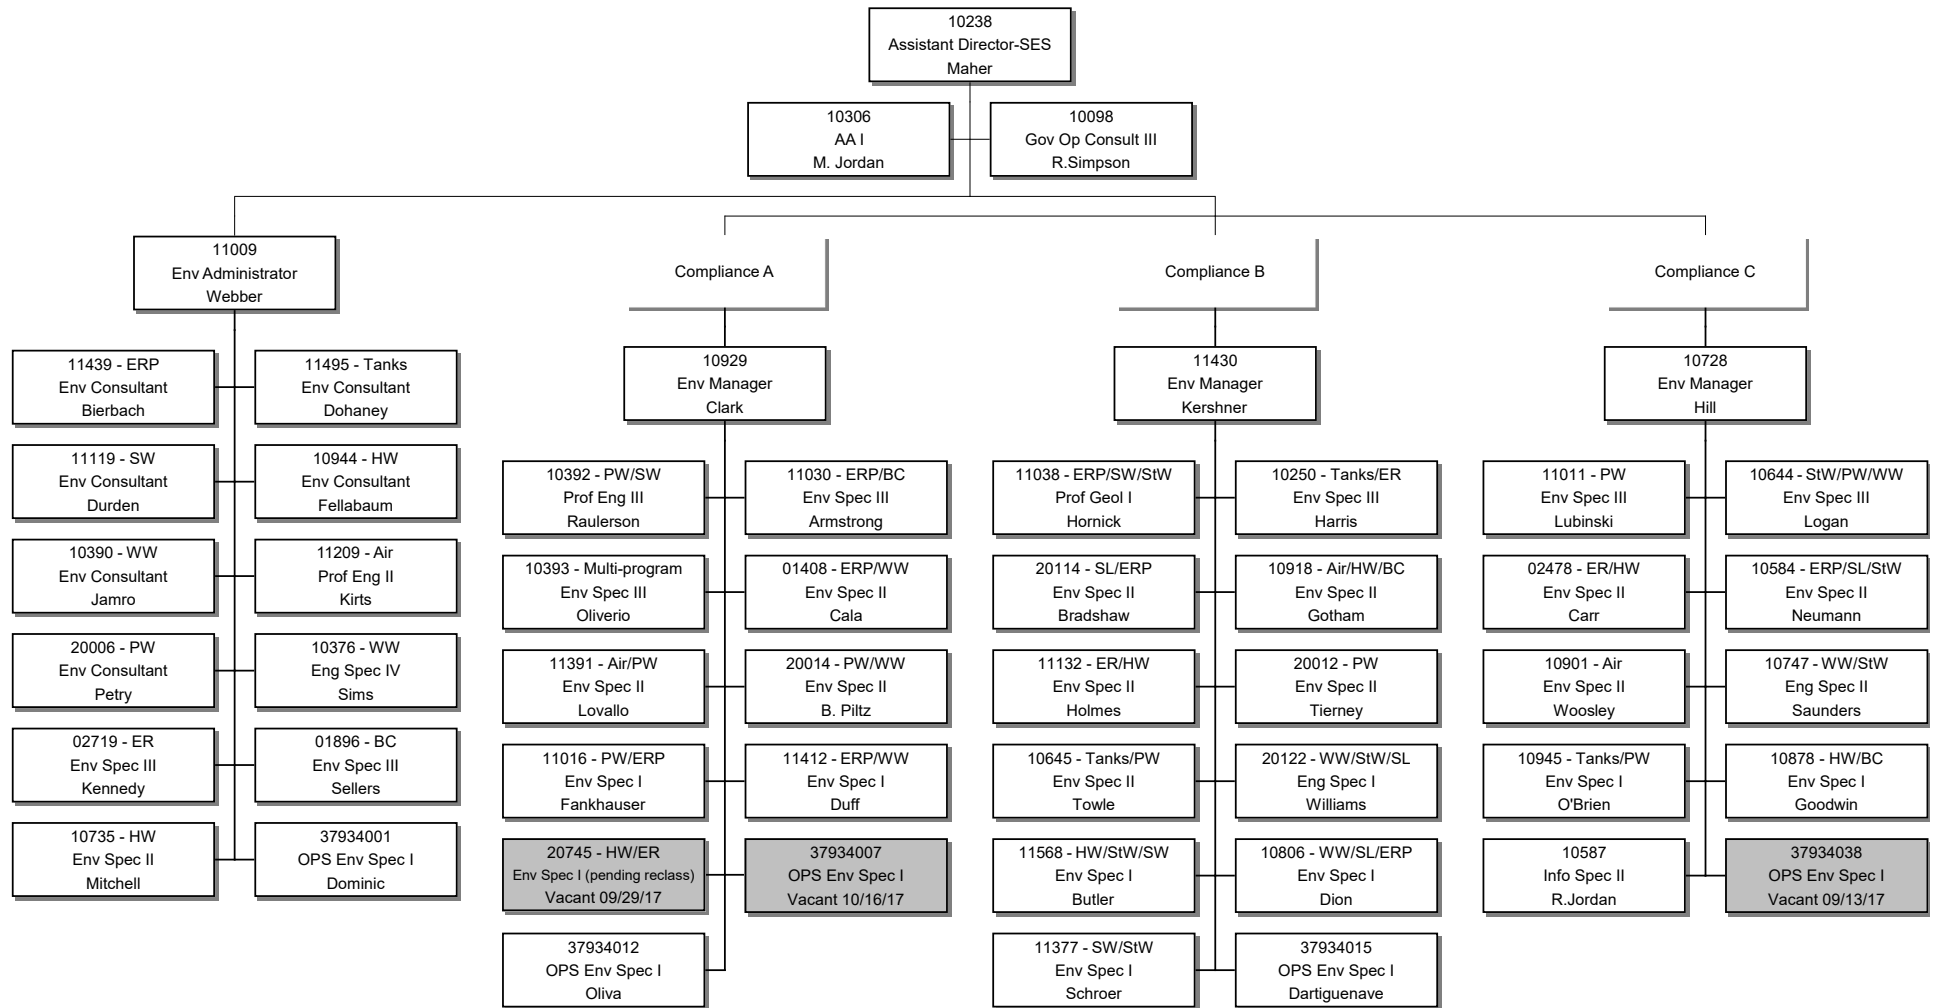 10238
Assistant Director-SES
Maher
10306
AA I
M. Jordan
10098
Gov Op Consult III
R.Simpson
11009
Env Administrator
Webber
11439 - ERP
Env Consultant
Bierbach
11495 - Tanks
Env Consultant
Dohaney
11119 - SW
Env Consultant
Durden
10944 - HW
Env Consultant
Fellabaum
10390 - WW
Env Consultant
Jamro
11209 - Air
Prof Eng II
Kirts
20006 - PW
Env Consultant
Petry
10376 - WW
Eng Spec IV
Sims
02719 - ER
Env Spec III
Kennedy
01896 - BC
Env Spec III
Sellers
10735 - HW
Env Spec II
Mitchell
37934001
OPS Env Spec I
Dominic
Compliance A
10929
Env Manager
Clark
10392 - PW/SW
Prof Eng III
Raulerson
11030 - ERP/BC
Env Spec III
Armstrong
10393 - Multi-program
Env Spec III
Oliverio
01408 - ERP/WW
Env Spec II
Cala
11391 - Air/PW
Env Spec II
Lovallo
20014 - PW/WW
Env Spec II
B. Piltz
11016 - PW/ERP
Env Spec I
Fankhauser
11412 - ERP/WW
Env Spec I
Duff
20745 - HW/ER
Env Spec I (pending reclass)
Vacant 09/29/17
37934007
OPS Env Spec I
Vacant 10/16/17
37934012
OPS Env Spec I
Oliva
Compliance B
11430
Env Manager
Kershner
11038 - ERP/SW/StW
Prof Geol I
Hornick
10250 - Tanks/ER
Env Spec III
Harris
20114 - SL/ERP
Env Spec II
Bradshaw
10918 - Air/HW/BC
Env Spec II
Gotham
11132 - ER/HW
Env Spec II
Holmes
20012 - PW
Env Spec II
Tierney
10645 - Tanks/PW
Env Spec II
Towle
20122 - WW/StW/SL
Eng Spec I
Williams
11568 - HW/StW/SW
Env Spec I
Butler
10806 - WW/SL/ERP
Env Spec I
Dion
11377 - SW/StW
Env Spec I
Schroer
37934015
OPS Env Spec I
Dartiguenave
Compliance C
10728
Env Manager
Hill
11011 - PW
Env Spec III
Lubinski
10644 - StW/PW/WW
Env Spec III
Logan
02478 - ER/HW
Env Spec II
Carr
10584 - ERP/SL/StW
Env Spec II
Neumann
10901 - Air
Env Spec II
Woosley
10747 - WW/StW
Eng Spec II
Saunders
10945 - Tanks/PW
Env Spec I
O'Brien
10878 - HW/BC
Env Spec I
Goodwin
10587
Info Spec II
R.Jordan
37934038
OPS Env Spec I
Vacant 09/13/17